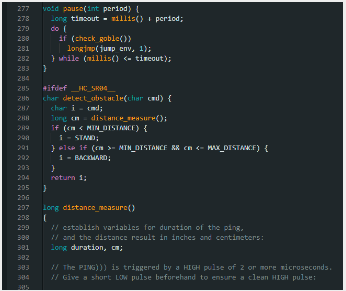 277 void pause(int period) {
278 long timeout = millis() + period;
279 do {
280 if (check_goble())
281 longjmp(jump_env, 1);
282 } while (millis() <= timeout);
283 }
284
285 #ifdef __HC_SR04__
286 char detect_obstacle(char cmd) {
287 char i = cmd;
288 long cm = distance_measure();
289 if (cm < MIN_DISTANCE) {
290 i = STAND;
291 } else if (cm >= MIN_DISTANCE && cm <= MAX_DISTANCE) {
292 i = BACKWARD;
293 }
294 return i;
295 }
296
297 long distance_measure()
298 {
299 // establish variables for duration of the ping,
300 // and the distance result in inches and centimeters:
301 long duration, cm;
302
303 // The PING))) is triggered by a HIGH pulse of 2 or more microseconds.
304 // Give a short LOW pulse beforehand to ensure a clean HIGH pulse:
305